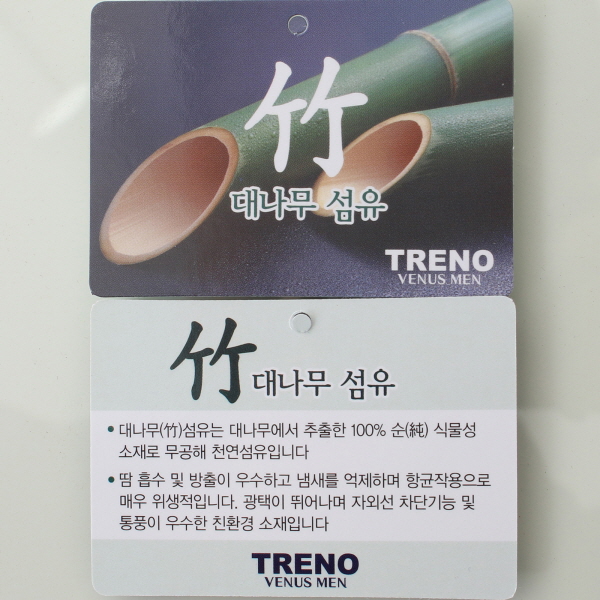 竹
대나무 섬유
TRENO
VENUS MEN
竹 대나무 섬유
• 대나무(竹)섬유는 대나무에서 추출한 100% 순(純) 식물성
소재로 무공해 천연섬유입니다
• 땀 흡수 및 방출이 우수하고 냄새를 억제하며 항균작용으로
매우 위생적입니다. 광택이 뛰어나며 자외선 차단기능 및
통풍이 우수한 친환경 소재입니다
TRENO
VENUS MEN